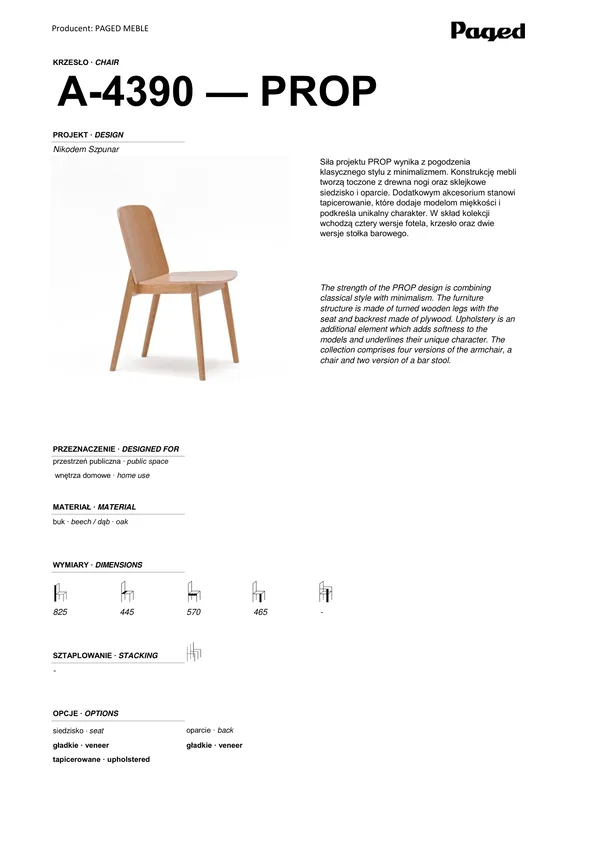 Producent: PAGED MEBLE
Paged
KRZESŁO · CHAIR
A-4390 — PROP
PROJEKT · DESIGN
Nikodem Szpunar
Siła projektu PROP wynika z pogodzenia
klasycznego stylu z minimalizmem. Konstrukcję mebli
tworzą toczone z drewna nogi oraz sklejkowe
siedzisko i oparcie. Dodatkowym akcesorium stanowi
tapicerowanie, które dodaje modelom miękkości i
podkreśla unikalny charakter. W skład kolekcji
wchodzą cztery wersje fotela, krzesło oraz dwie
wersje stołka barowego.
The strength of the PROP design is combining
classical style with minimalism. The furniture
structure is made of turned wooden legs with the
seat and backrest made of plywood. Upholstery is an
additional element which adds softness to the
models and underlines their unique character. The
collection comprises four versions of the armchair, a
chair and two version of a bar stool.
PRZEZNACZENIE · DESIGNED FOR
przestrzeń publiczna · public space
wnętrza domowe · home use
MATERIAŁ · MATERIAL
buk · beech / dąb · oak
WYMIARY · DIMENSIONS
825 445 570 465 -
SZTAPLOWANIE · STACKING
-
OPCJE · OPTIONS
siedzisko · seat oparcie · back
gładkie · veneer gładkie · veneer
tapicerowane · upholstered